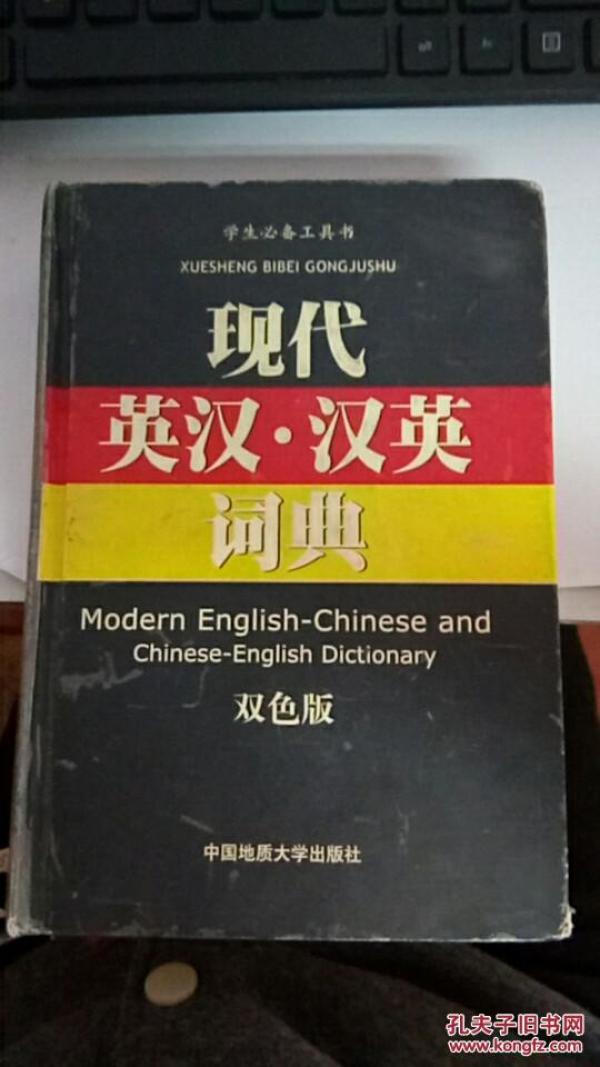 学生必备工具书
XUESHENG BIBEI GONGJUSHU
现代
英汉·汉英
词典
Modern English-Chinese and
Chinese-English Dictionary
双色版
中国地质大学出版社
孔夫子旧书网
www.kongfz.com